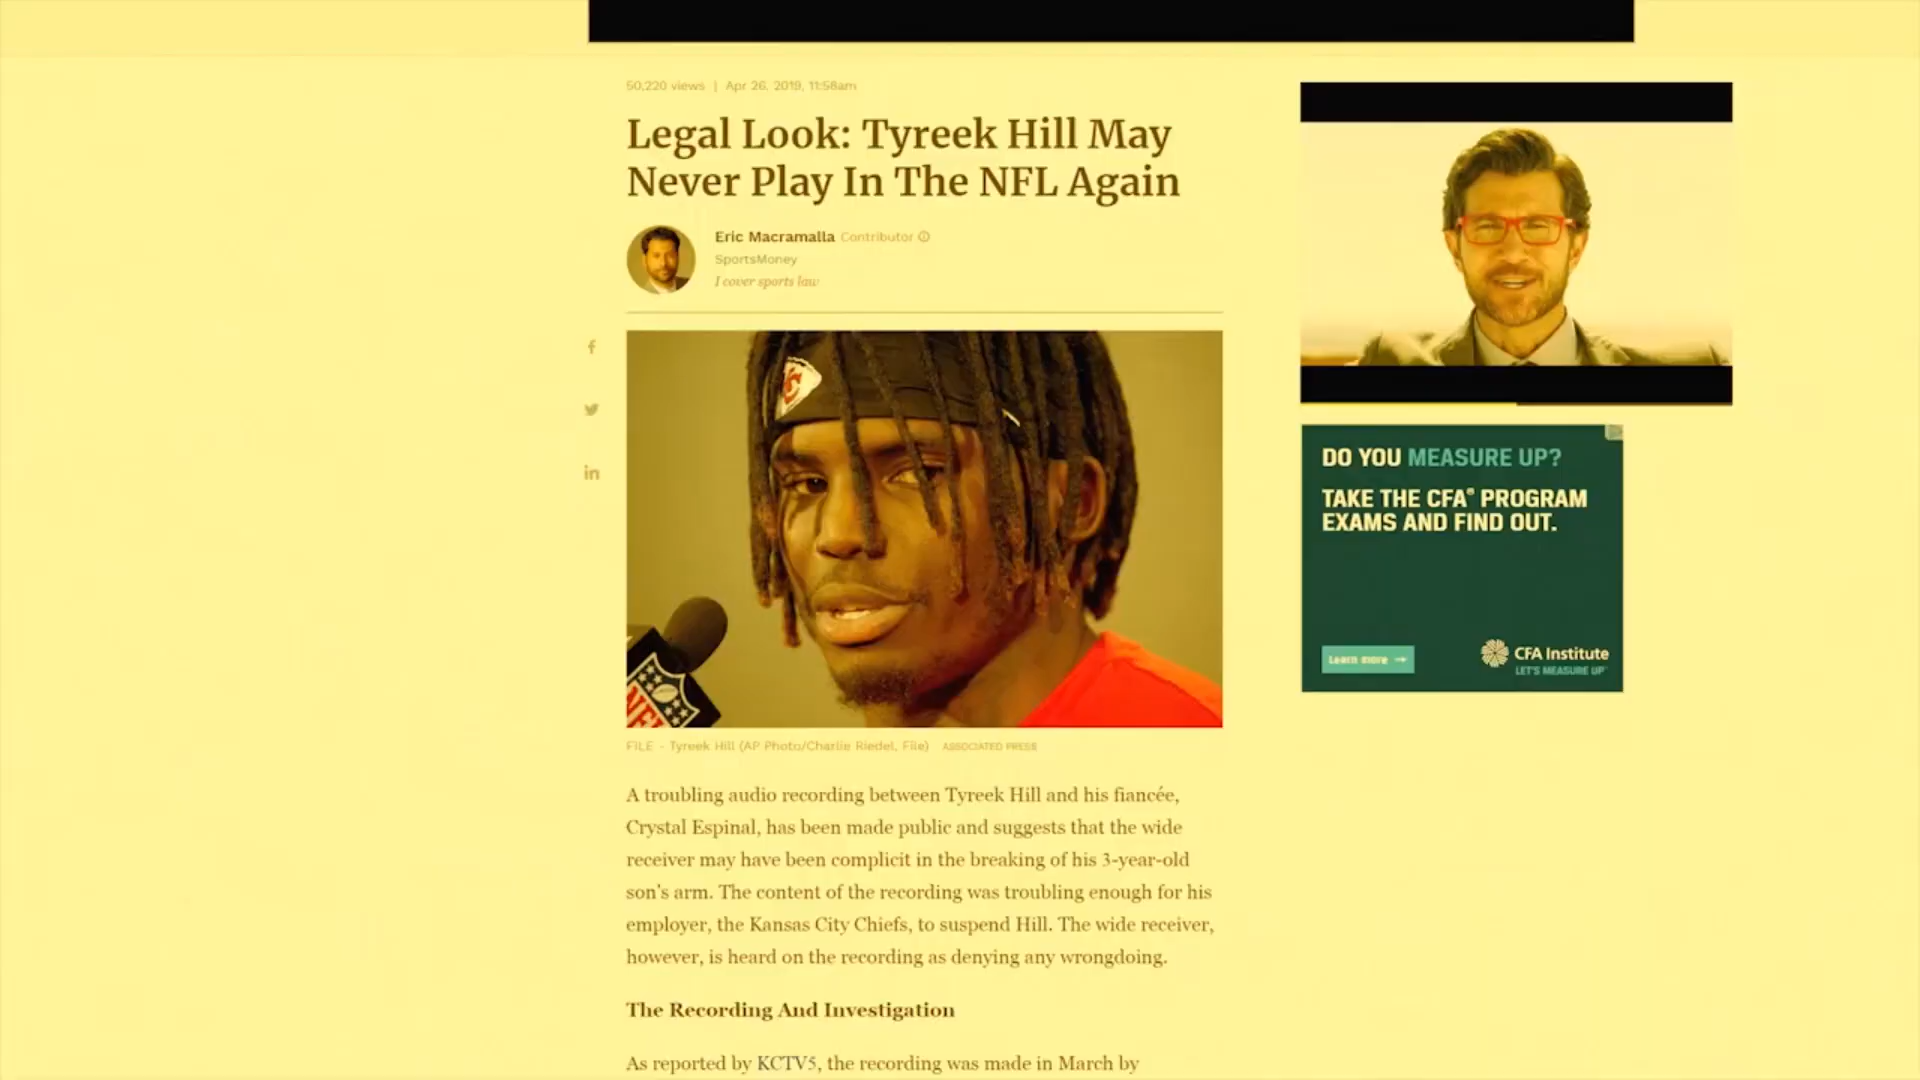 50,220 views | Apr 26, 2019, 11:58am
Legal Look: Tyreek Hill May
Never Play In The NFL Again
Eric Macramalla Contributor
SportsMoney
I cover sports law
f
in
KC
NFL
FILE - Tyreek Hill (AP Photo/Charlie Riedel, File) ASSOCIATED PRESS
A troubling audio recording between Tyreek Hill and his fiancée,
Crystal Espinal, has been made public and suggests that the wide
receiver may have been complicit in the breaking of his 3-year-old
son's arm. The content of the recording was troubling enough for his
employer, the Kansas City Chiefs, to suspend Hill. The wide receiver,
however, is heard on the recording as denying any wrongdoing.
The Recording And Investigation
As reported by KCTV5, the recording was made in March by
DO YOU MEASURE UP?
TAKE THE CFA® PROGRAM
EXAMS AND FIND OUT.
Learn more →
CFA Institute
LET'S MEASURE UP™